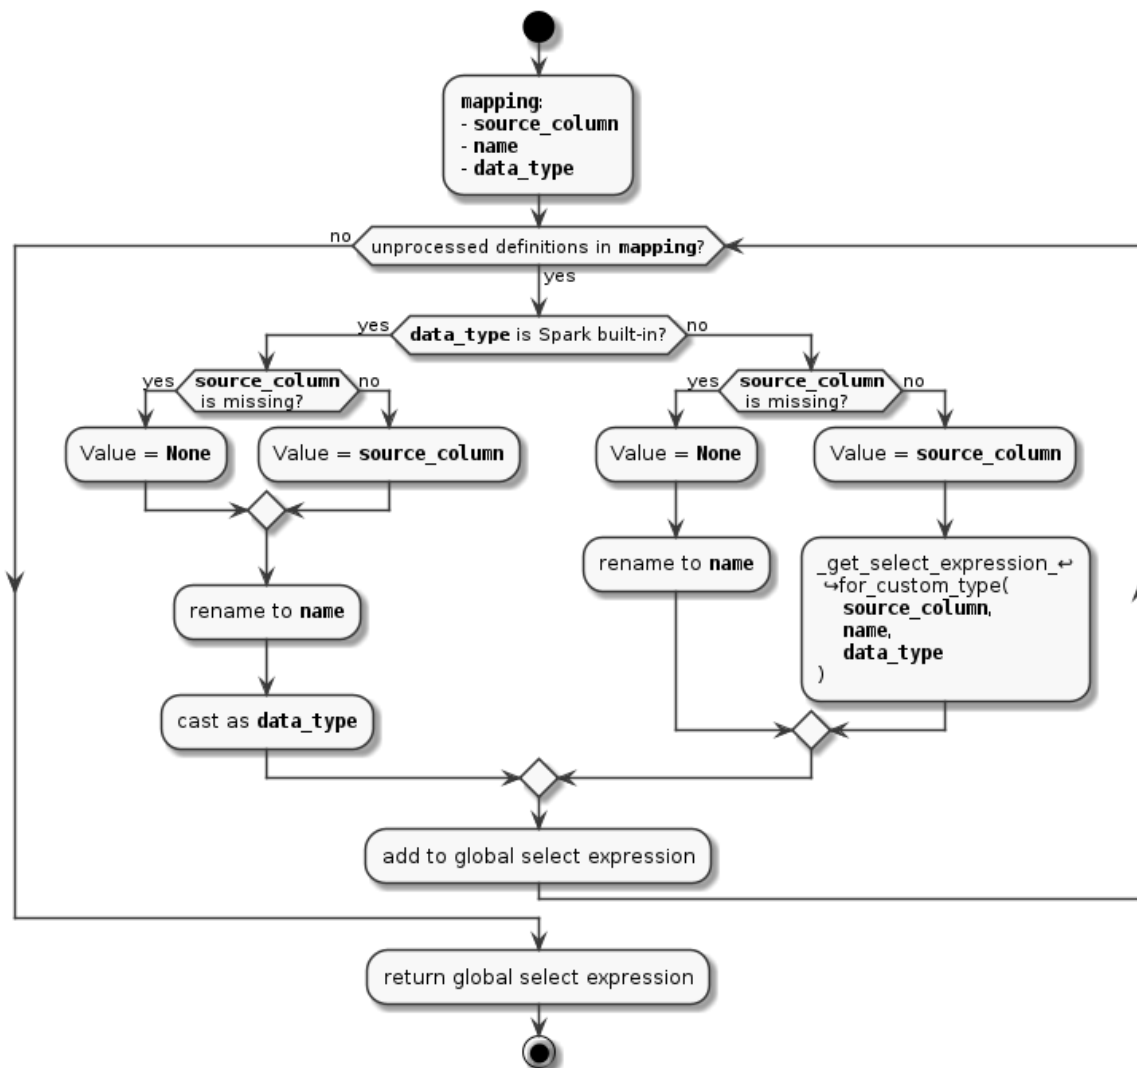 mapping:
- source_column
- name
- data_type
no
unprocessed definitions in mapping?
yes
yes
data_type is Spark built-in?
no
yes
source_column
is missing?
no
yes
source_column
is missing?
no
Value = None
Value = source_column
Value = None
Value = source_column
rename to name
_get_select_expression_↩
↪for_custom_type(
source_column,
name,
data_type
)
rename to name
cast as data_type
add to global select expression
return global select expression